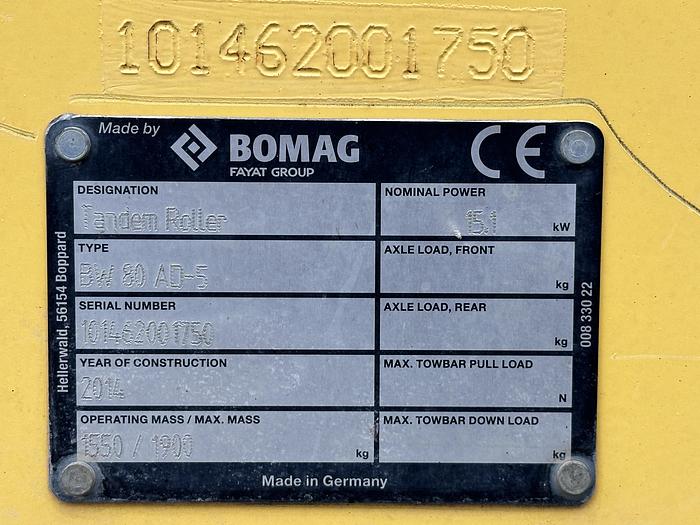 101462001750
Made by
BOMAG
FAYAT GROUP
CE
DESIGNATION
Tandem Roller
NOMINAL POWER
15.1 kW
TYPE
BW 80 AD-5
AXLE LOAD, FRONT
kg
SERIAL NUMBER
101462001750
AXLE LOAD, REAR
kg
YEAR OF CONSTRUCTION
2014
MAX. TOWBAR PULL LOAD
N
OPERATING MASS / MAX. MASS
1550 / 1900 kg
MAX. TOWBAR DOWN LOAD
kg
Made in Germany
Hellerwald, 56154 Boppard
008 330 22